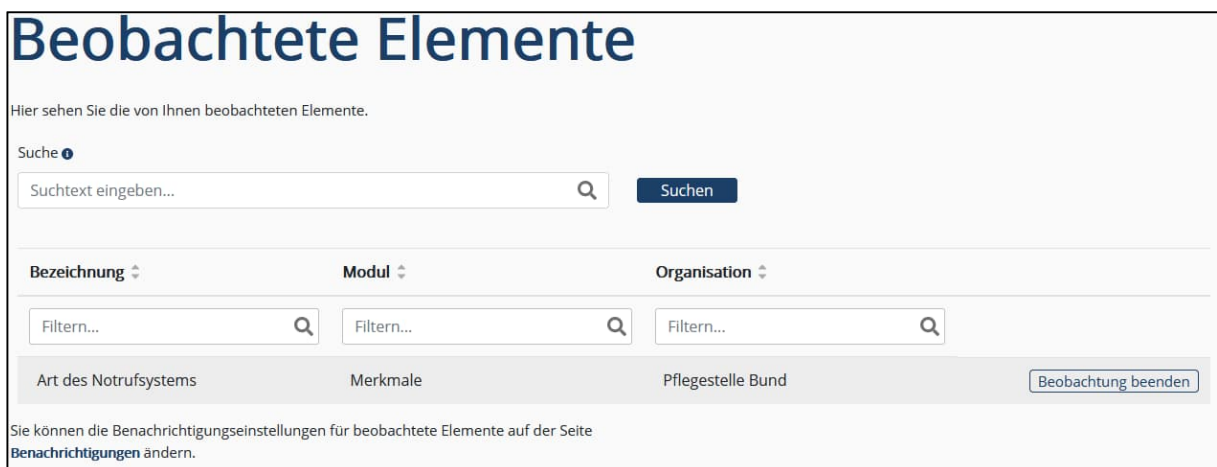 Beobachtete Elemente
Hier sehen Sie die von Ihnen beobachteten Elemente.
Suche
Suchtext eingeben... Suchen
Bezeichnung Modul Organisation
Filtern... Filtern... Filtern...
Art des Notrufsystems Merkmale Pflegestelle Bund Beobachtung beenden
Sie können die Benachrichtigungseinstellungen für beobachtete Elemente auf der Seite
Benachrichtigungen ändern.